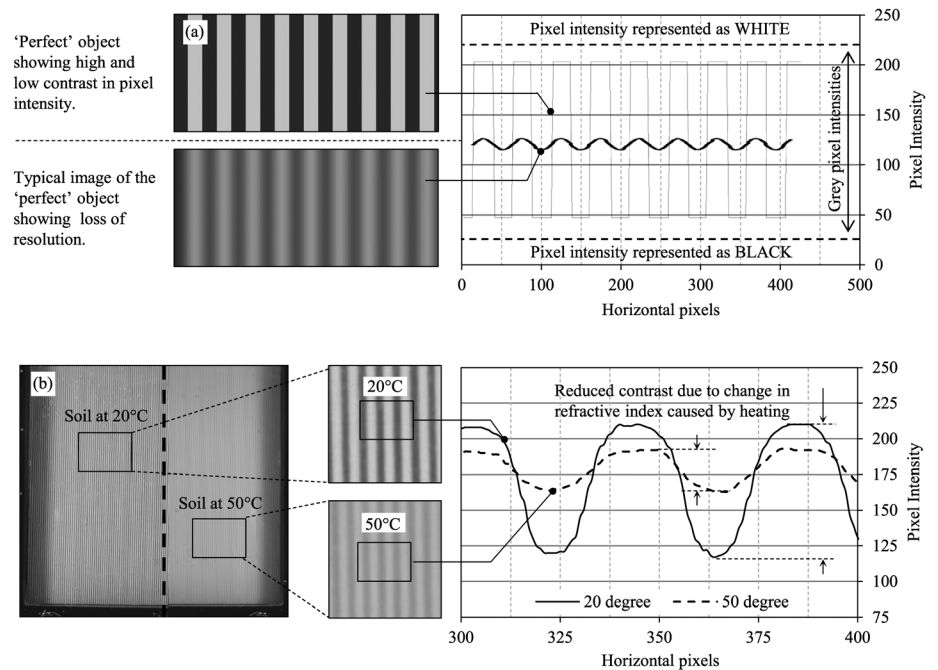 ‘Perfect’ object
showing high and
low contrast in pixel
intensity.
Typical image of the
‘perfect’ object
showing loss of
resolution.
(a)
Pixel intensity represented as WHITE
Grey pixel intensities
Pixel intensity represented as BLACK
250
200
150
100
50
0
Pixel Intensity
0 100 200 300 400 500
Horizontal pixels
(b)
Soil at 20°C
Soil at 50°C
20°C
50°C
Reduced contrast due to change in
refractive index caused by heating
20 degree 50 degree
250
225
200
175
150
125
100
75
Pixel Intensity
300 325 350 375 400
Horizontal pixels